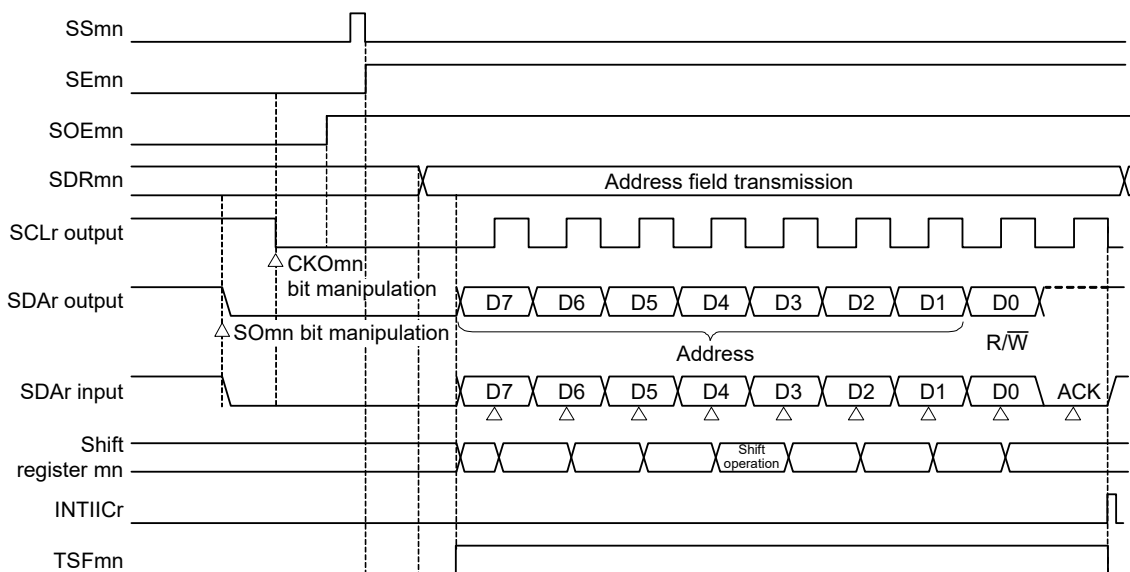 SSmn
SEmn
SOEmn
SDRmn
Address field transmission
SCLr output
CKOmn
bit manipulation
SDAr output
D7 D6 D5 D4 D3 D2 D1 D0
SOmn bit manipulation
Address
R/W̅
SDAr input
D7 D6 D5 D4 D3 D2 D1 D0 ACK
Shift
register mn
Shift
operation
INTIICr
TSFmn